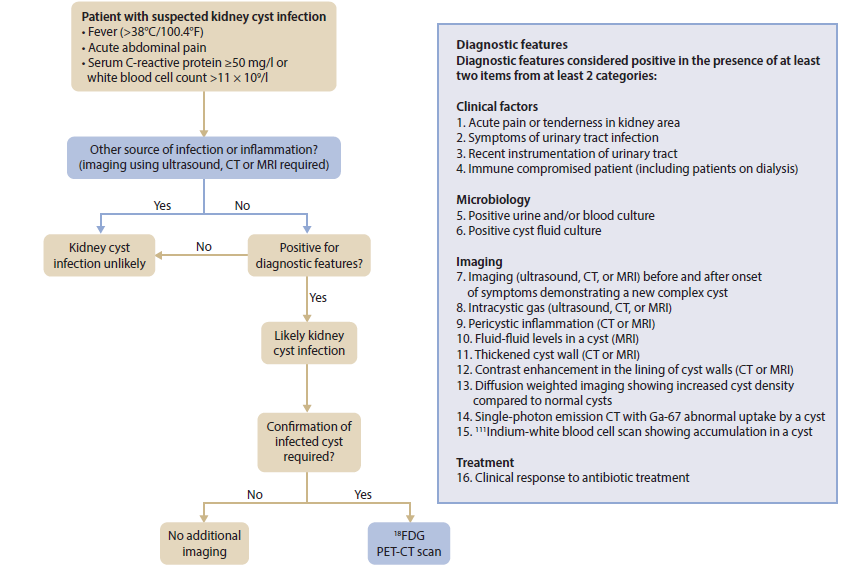 Patient with suspected kidney cyst infection
• Fever (>38°C/100.4°F)
• Acute abdominal pain
• Serum C-reactive protein ≥50 mg/l or
white blood cell count >11 × 10⁹/l
Other source of infection or inflammation?
(imaging using ultrasound, CT or MRI required)
Yes
No
Kidney cyst
infection unlikely
No
Positive for
diagnostic features?
Yes
Likely kidney
cyst infection
Confirmation of
infected cyst
required?
No
Yes
No additional
imaging
¹⁸FDG
PET-CT scan
Diagnostic features
Diagnostic features considered positive in the presence of at least
two items from at least 2 categories:
Clinical factors
1. Acute pain or tenderness in kidney area
2. Symptoms of urinary tract infection
3. Recent instrumentation of urinary tract
4. Immune compromised patient (including patients on dialysis)
Microbiology
5. Positive urine and/or blood culture
6. Positive cyst fluid culture
Imaging
7. Imaging (ultrasound, CT, or MRI) before and after onset
of symptoms demonstrating a new complex cyst
8. Intracystic gas (ultrasound, CT, or MRI)
9. Pericystic inflammation (CT or MRI)
10. Fluid-fluid levels in a cyst (MRI)
11. Thickened cyst wall (CT or MRI)
12. Contrast enhancement in the lining of cyst walls (CT or MRI)
13. Diffusion weighted imaging showing increased cyst density
compared to normal cysts
14. Single-photon emission CT with Ga-67 abnormal uptake by a cyst
15. ¹¹¹Indium-white blood cell scan showing accumulation in a cyst
Treatment
16. Clinical response to antibiotic treatment